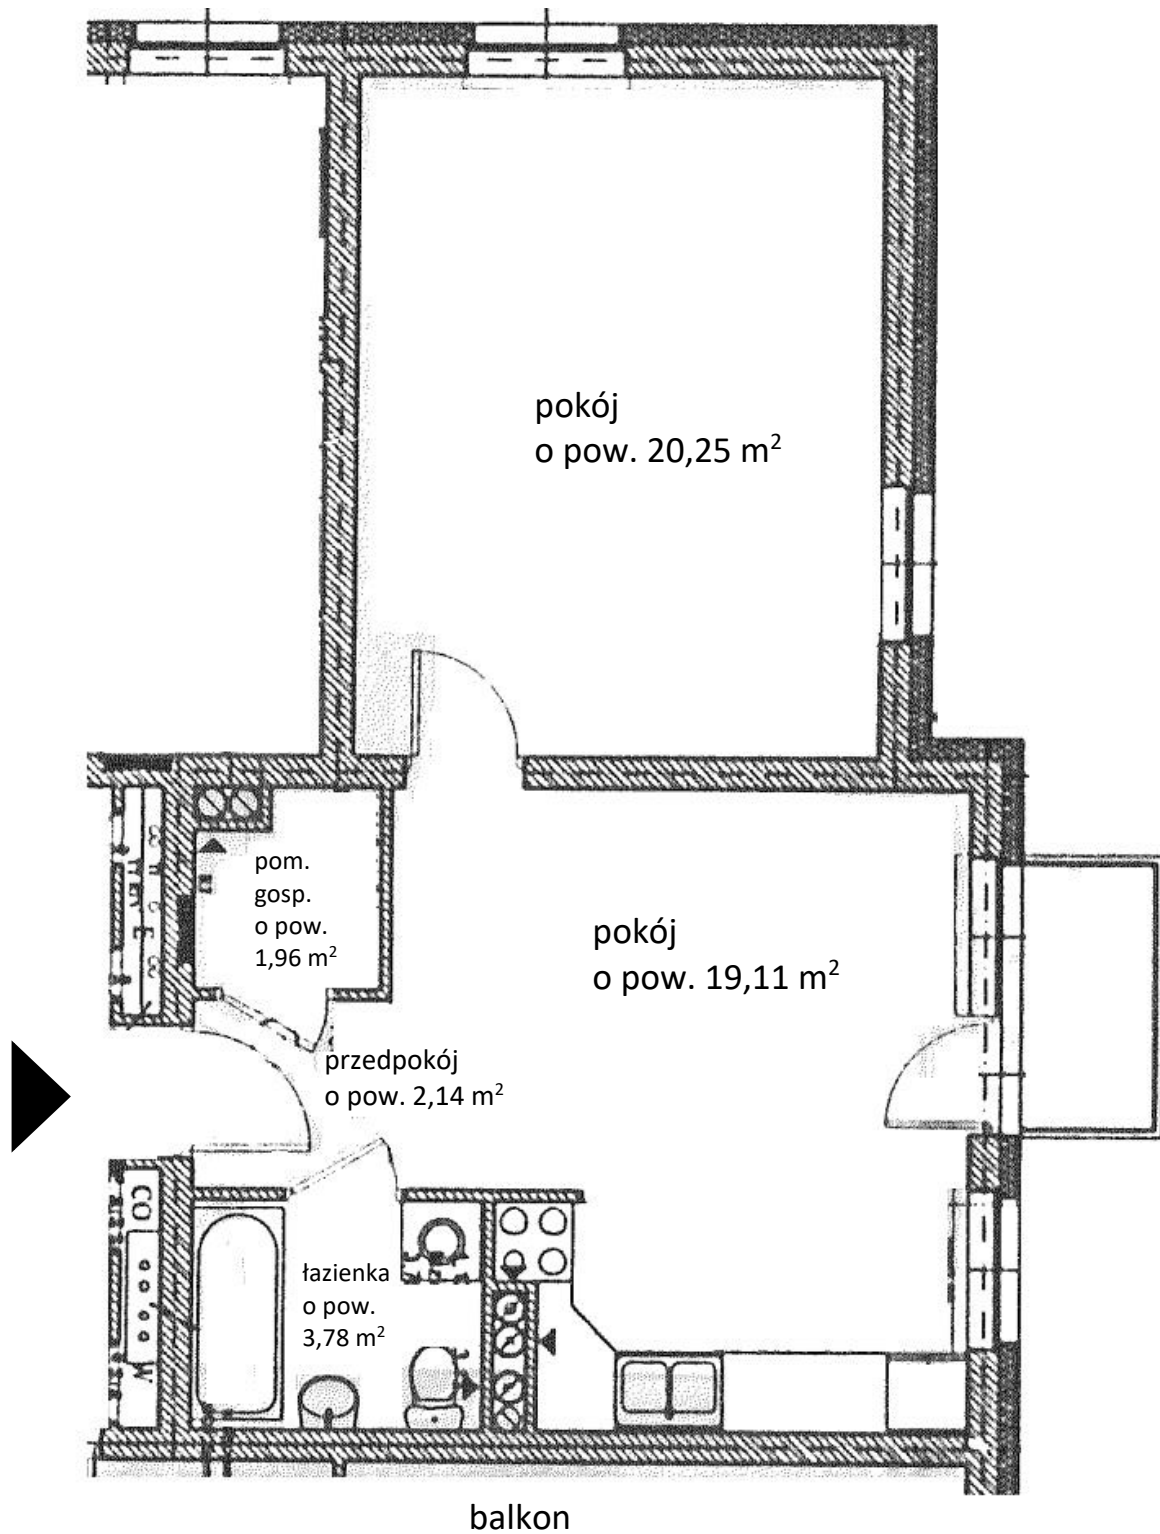 pokój
o pow. 20,25 m²
pom.
gosp.
o pow.
1,96 m²
pokój
o pow. 19,11 m²
przedpokój
o pow. 2,14 m²
CO
W
łazienka
o pow.
3,78 m²
balkon